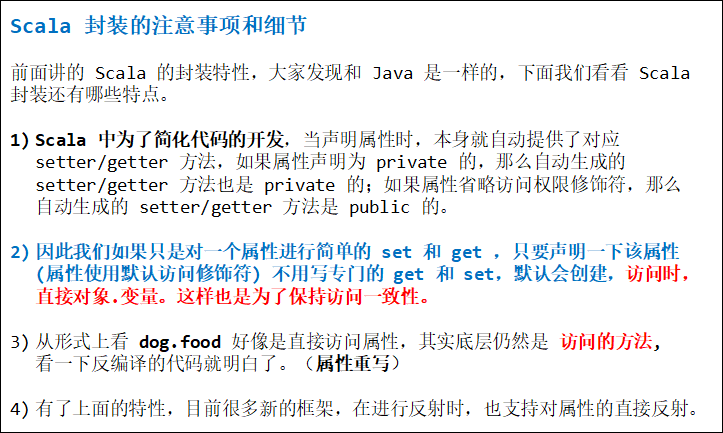 Scala 封装的注意事项和细节
前面讲的 Scala 的封装特性，大家发现和 Java 是一样的，下面我们看看 Scala
封装还有哪些特点。
1) Scala 中为了简化代码的开发，当声明属性时，本身就自动提供了对应
setter/getter 方法，如果属性声明为 private 的，那么自动生成的
setter/getter 方法也是 private 的；如果属性省略访问权限修饰符，那么
自动生成的 setter/getter 方法是 public 的。
2) 因此我们如果只是对一个属性进行简单的 set 和 get ，只要声明一下该属性
(属性使用默认访问修饰符) 不用写专门的 get 和 set，默认会创建，访问时，
直接对象.变量。这样也是为了保持访问一致性。
3) 从形式上看 dog.food 好像是直接访问属性，其实底层仍然是 访问的方法,
看一下反编译的代码就明白了。（属性重写）
4) 有了上面的特性，目前很多新的框架，在进行反射时，也支持对属性的直接反射。